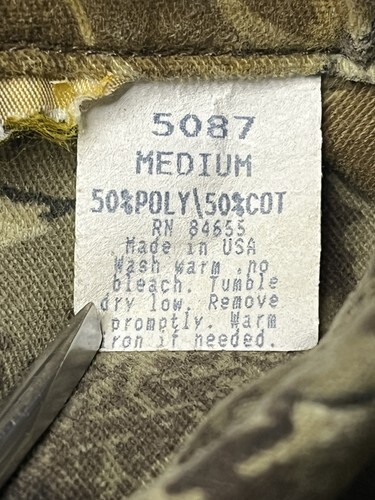 5087
MEDIUM
50%POLY\50%COT
RN 84655
Made in USA
Wash warm ,no
bleach. Tumble
dry low. Remove
promptly. Warm
ron if needed.